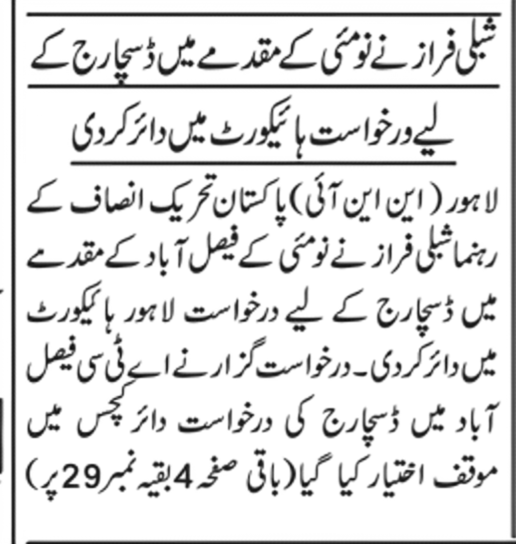 شبلی فراز نے نومئی کے مقدمے میں ڈسچارج کے
لیے ورخواست ہائیکورٹ میں دائر کردی
لاہور (این این آئی) پاکستان تحریک انصاف کے
رہنما شبلی فراز نے نومئی کے فیصل آباد کے مقدمے
میں ڈسچارج کے لیے درخواست لاہور ہائیکورٹ
میں دائر کردی۔ درخواست گزار نے اے ٹی سی فیصل
آباد میں ڈسچارج کی درخواست دائر کیجس میں
موقف اختیار کیا گیا (باقی صفحہ 4 بقیہ نمبر 29 پر)